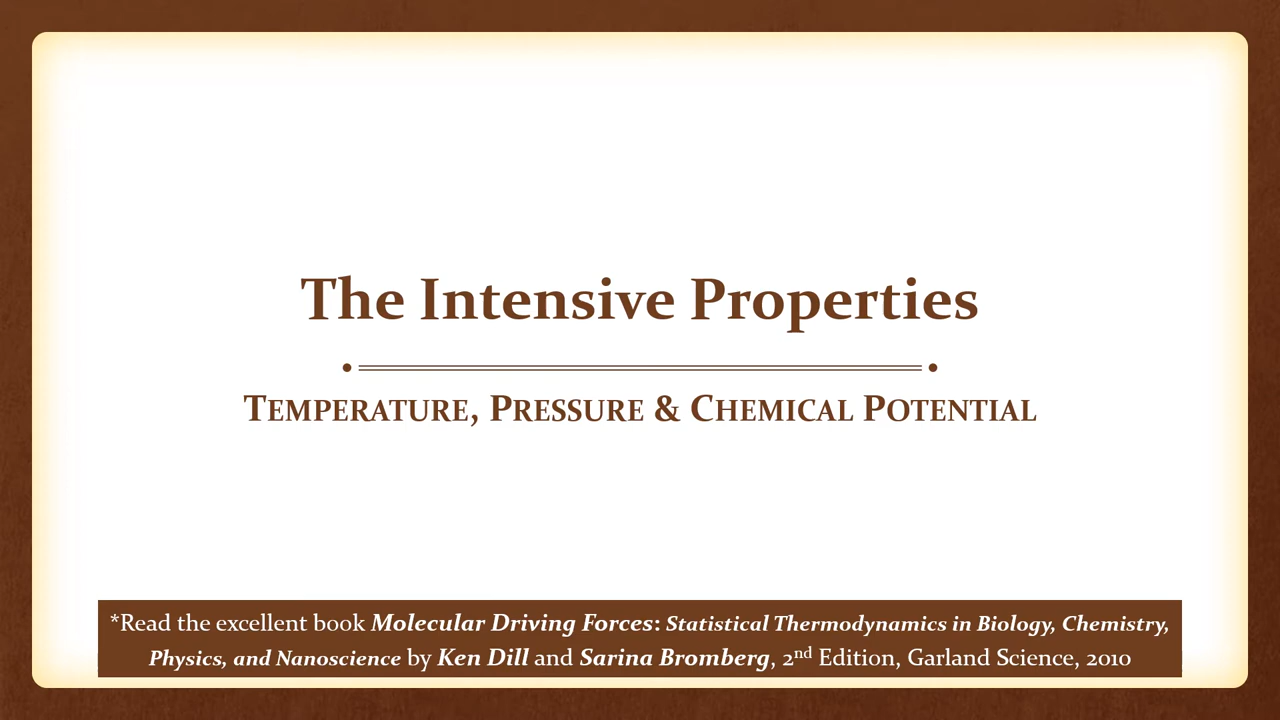 The Intensive Properties
TEMPERATURE, PRESSURE & CHEMICAL POTENTIAL
*Read the excellent book Molecular Driving Forces: Statistical Thermodynamics in Biology, Chemistry,
Physics, and Nanoscience by Ken Dill and Sarina Bromberg, 2nd Edition, Garland Science, 2010